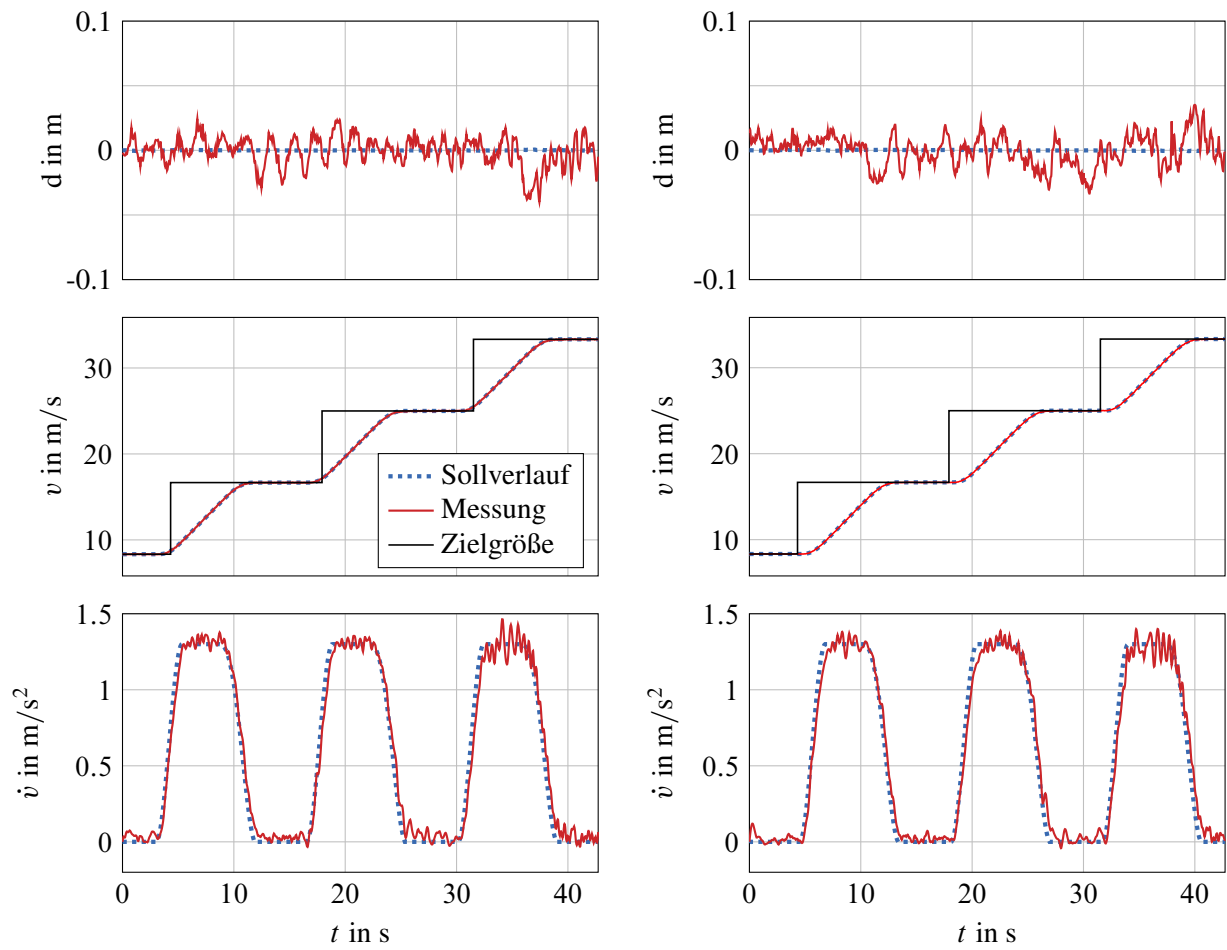 0.1
0
-0.1
d in m
0.1
0
-0.1
d in m
30
20
10
v in m/s
Sollverlauf
Messung
Zielgröße
30
20
10
v in m/s
1.5
1
0.5
0
v̇ in m/s²
0 10 20 30 40
t in s
1.5
1
0.5
0
v̇ in m/s²
0 10 20 30 40
t in s